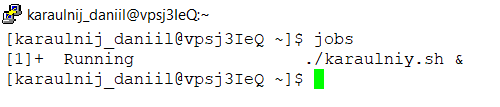 karaulnij_daniil@vpsj3IeQ:~
[karaulnij_daniil@vpsj3IeQ ~]$ jobs
[1]+  Running                 ./karaulniy.sh &
[karaulnij_daniil@vpsj3IeQ ~]$